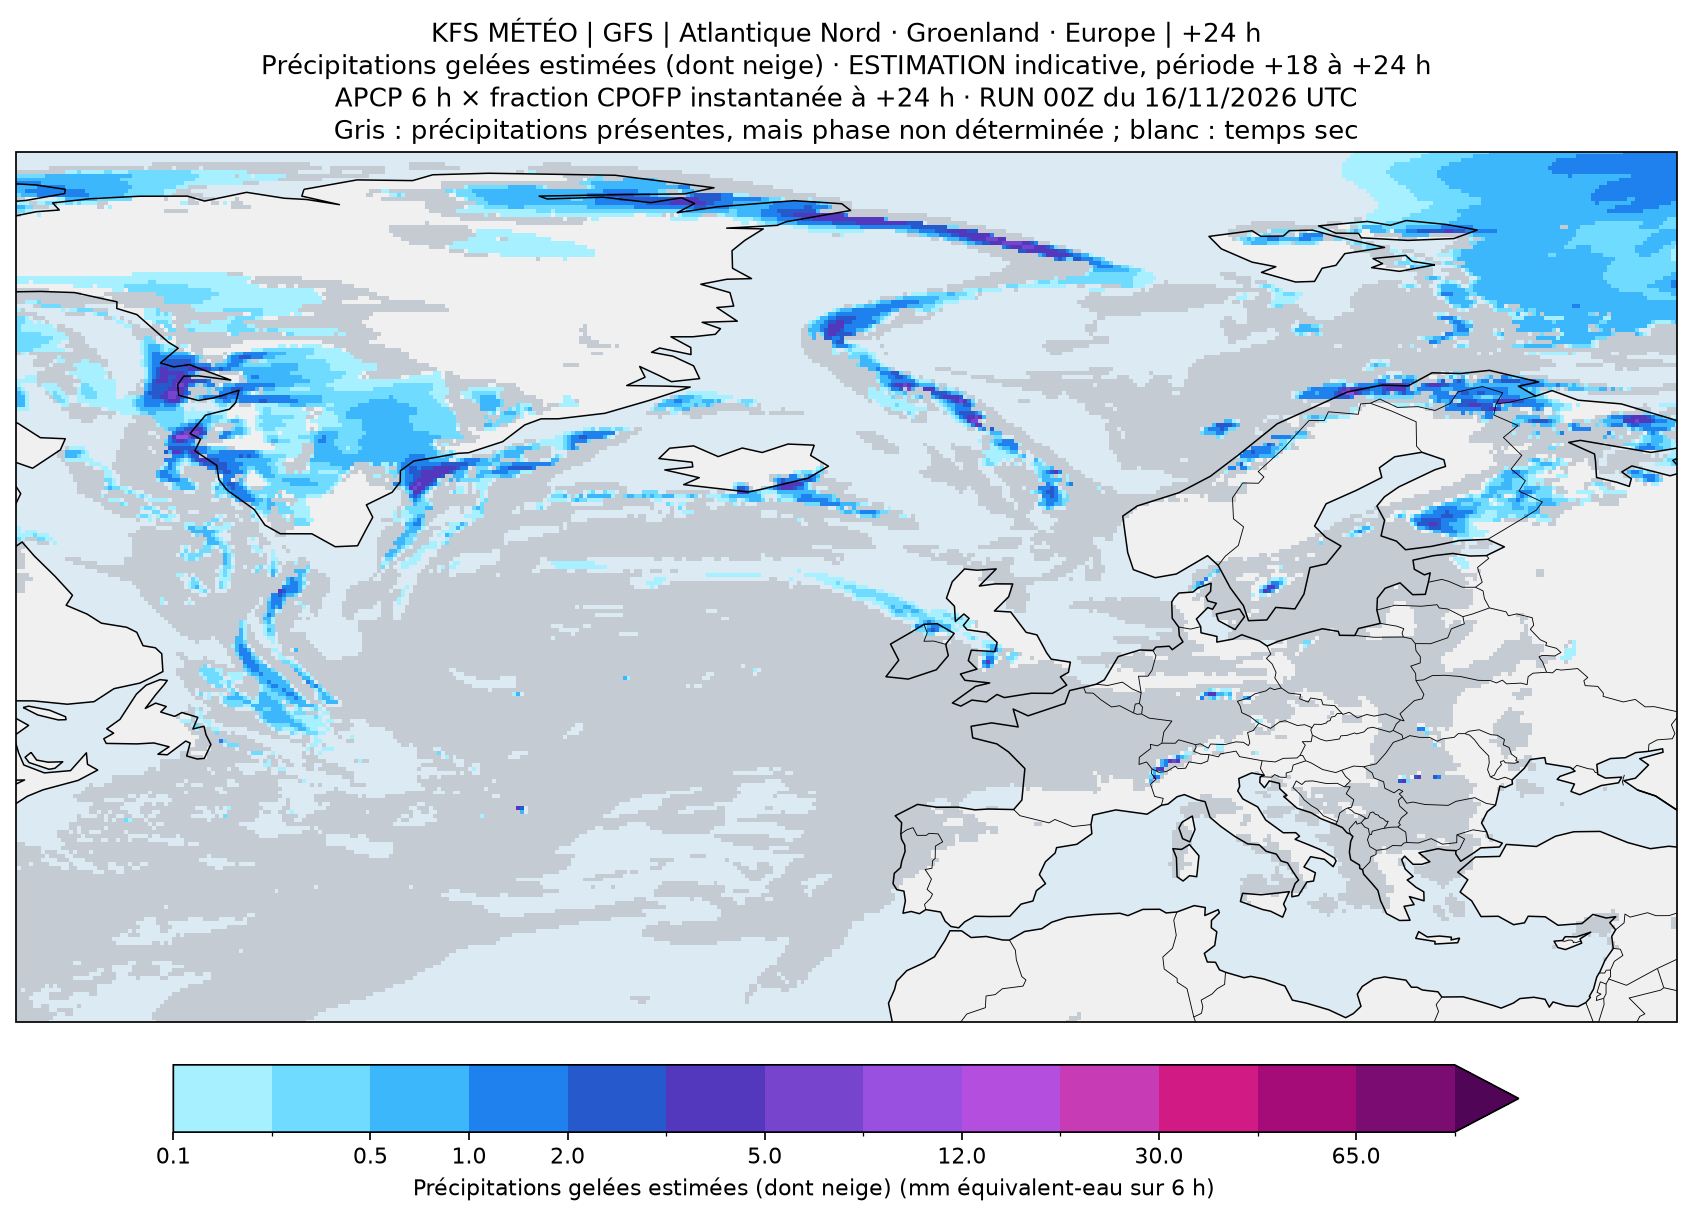 KFS MÉTÉO | GFS | Atlantique Nord · Groenland · Europe | +24 h
Précipitations gelées estimées (dont neige) · ESTIMATION indicative, période +18 à +24 h
APCP 6 h × fraction CPOFP instantanée à +24 h · RUN 00Z du 16/11/2026 UTC
Gris : précipitations présentes, mais phase non déterminée ; blanc : temps sec
0.1 0.5 1.0 2.0 5.0 12.0 30.0 65.0
Précipitations gelées estimées (dont neige) (mm équivalent-eau sur 6 h)